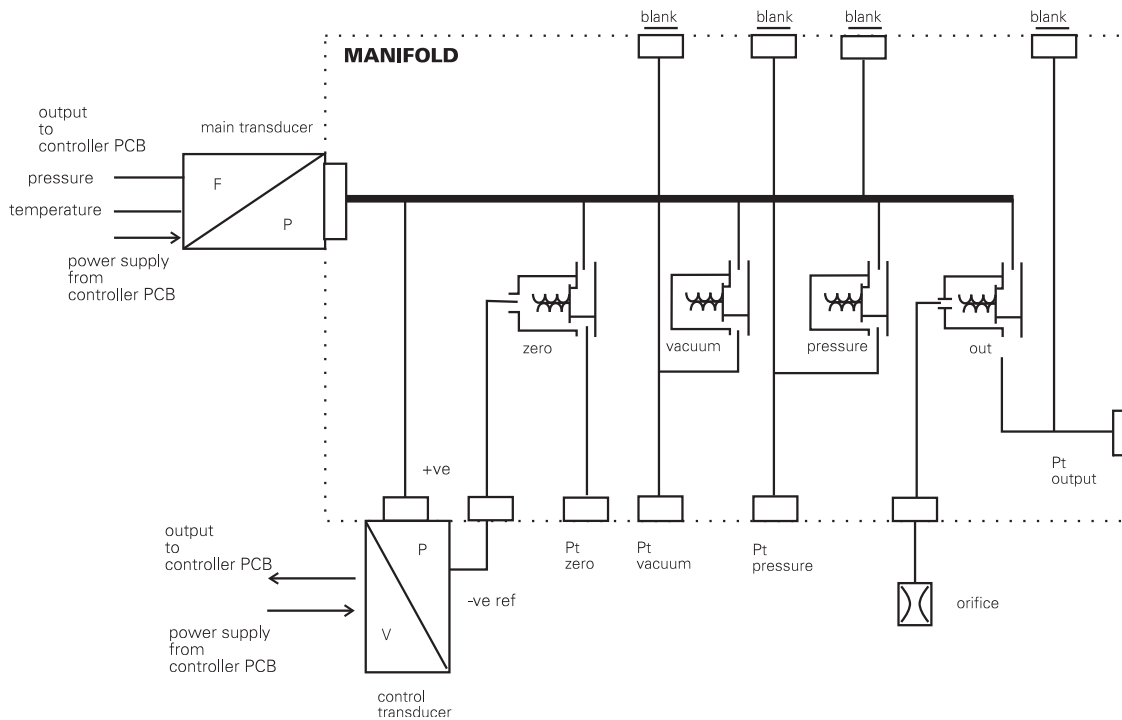 blank
blank
blank
blank
MANIFOLD
output
to
controller PCB
main transducer
pressure
F
temperature
P
power supply
from
controller PCB
zero
vacuum
pressure
out
+ve
Pt
output
output
to
controller PCB
P
Pt
zero
Pt
vacuum
Pt
pressure
-ve ref
orifice
V
power supply
from
controller PCB
control
transducer